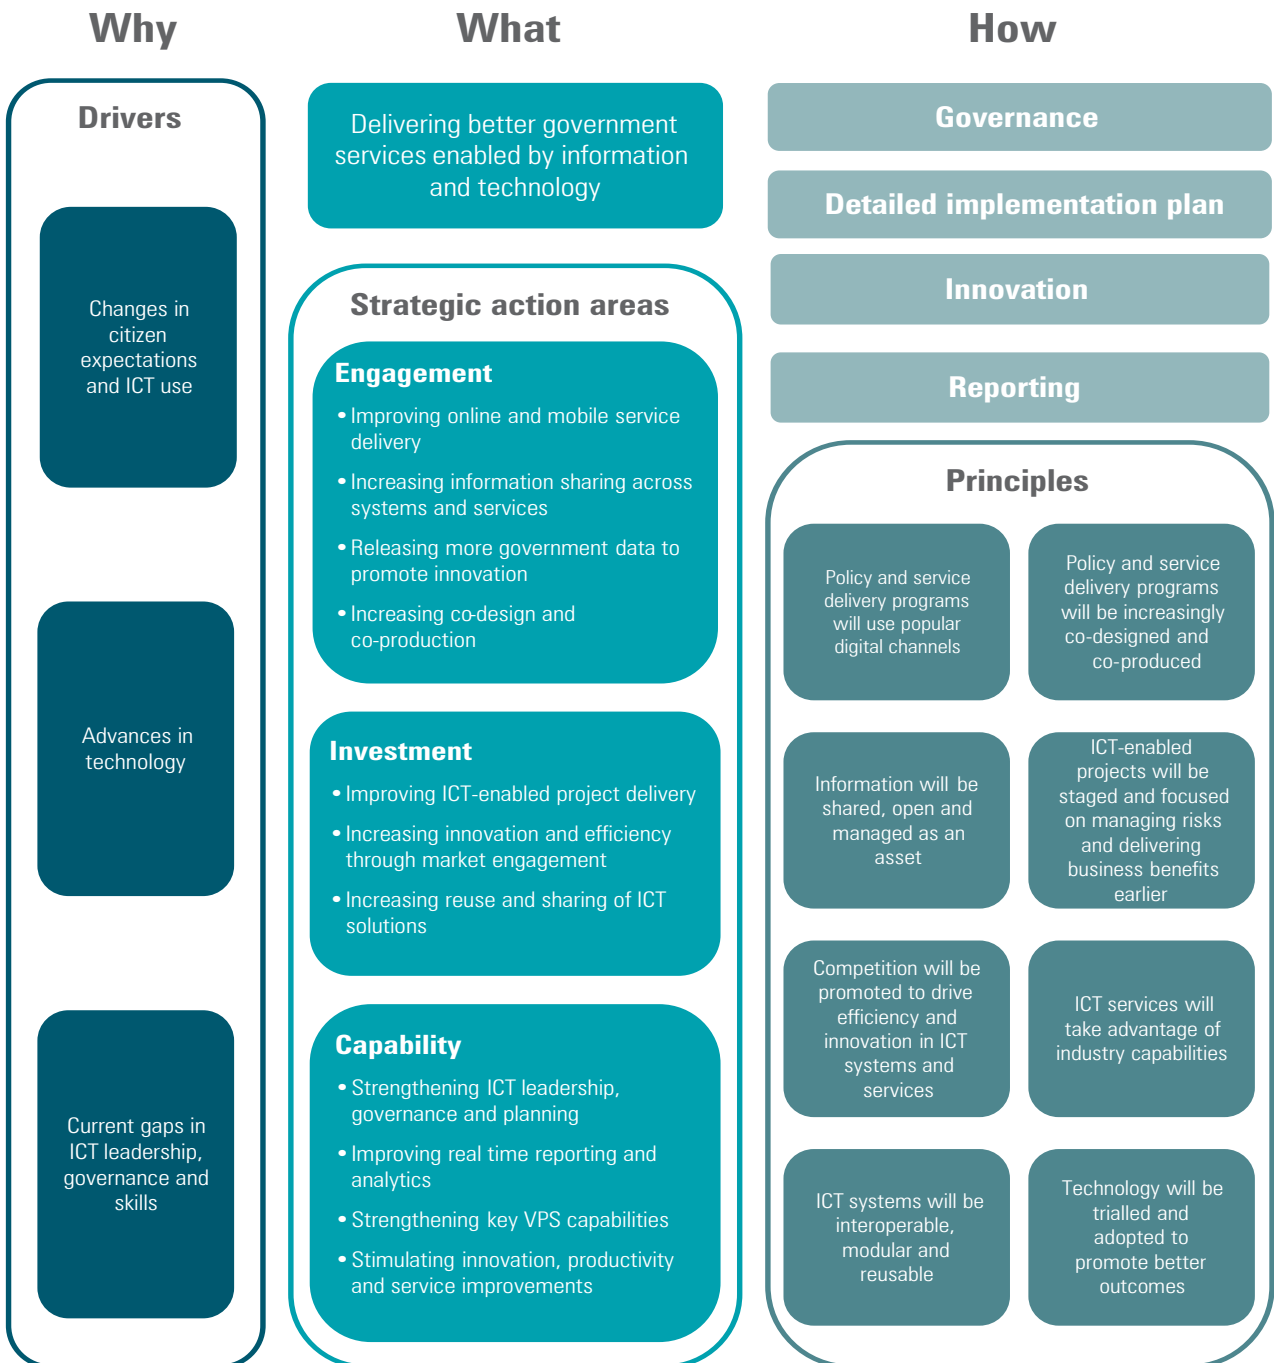 Why
What
How
Drivers
Changes in
citizen
expectations
and ICT use
Advances in
technology
Current gaps in
ICT leadership,
governance and
skills
Delivering better government
services enabled by information
and technology
Strategic action areas
Engagement
• Improving online and mobile service
delivery
• Increasing information sharing across
systems and services
• Releasing more government data to
promote innovation
• Increasing co-design and
co-production
Investment
• Improving ICT-enabled project delivery
• Increasing innovation and efficiency
through market engagement
• Increasing reuse and sharing of ICT
solutions
Capability
• Strengthening ICT leadership,
governance and planning
• Improving real time reporting and
analytics
• Strengthening key VPS capabilities
• Stimulating innovation, productivity
and service improvements
Governance
Detailed implementation plan
Innovation
Reporting
Principles
Policy and service
delivery programs
will use popular
digital channels
Policy and service
delivery programs
will be increasingly
co-designed and
co-produced
Information will be
shared, open and
managed as an
asset
ICT-enabled
projects will be
staged and focused
on managing risks
and delivering
business benefits
earlier
Competition will be
promoted to drive
efficiency and
innovation in ICT
systems and
services
ICT services will
take advantage of
industry capabilities
ICT systems will be
interoperable,
modular and
reusable
Technology will be
trialled and
adopted to
promote better
outcomes